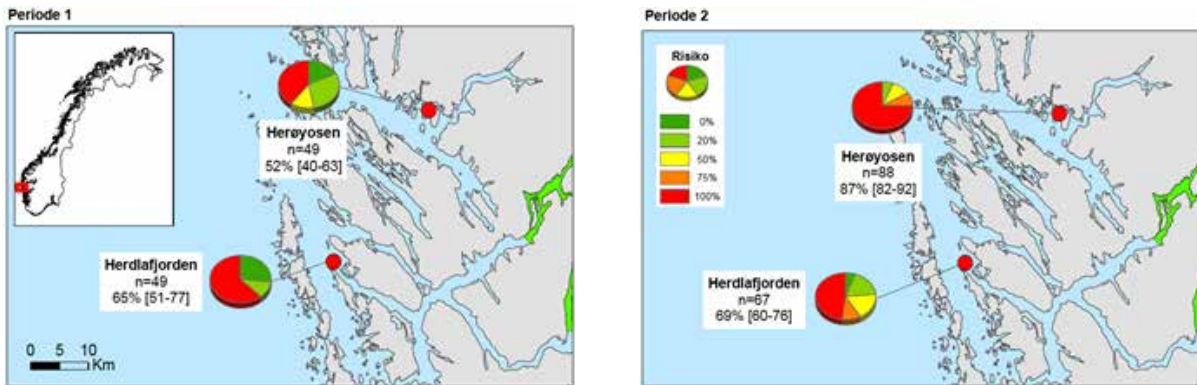 Periode 1
Herøyosen
n=49
52% [40-63]
Herdlafjorden
n=49
65% [51-77]
0 5 10
Km
Periode 2
Risiko
0%
20%
50%
75%
100%
Herøyosen
n=88
87% [82-92]
Herdlafjorden
n=67
69% [60-76]